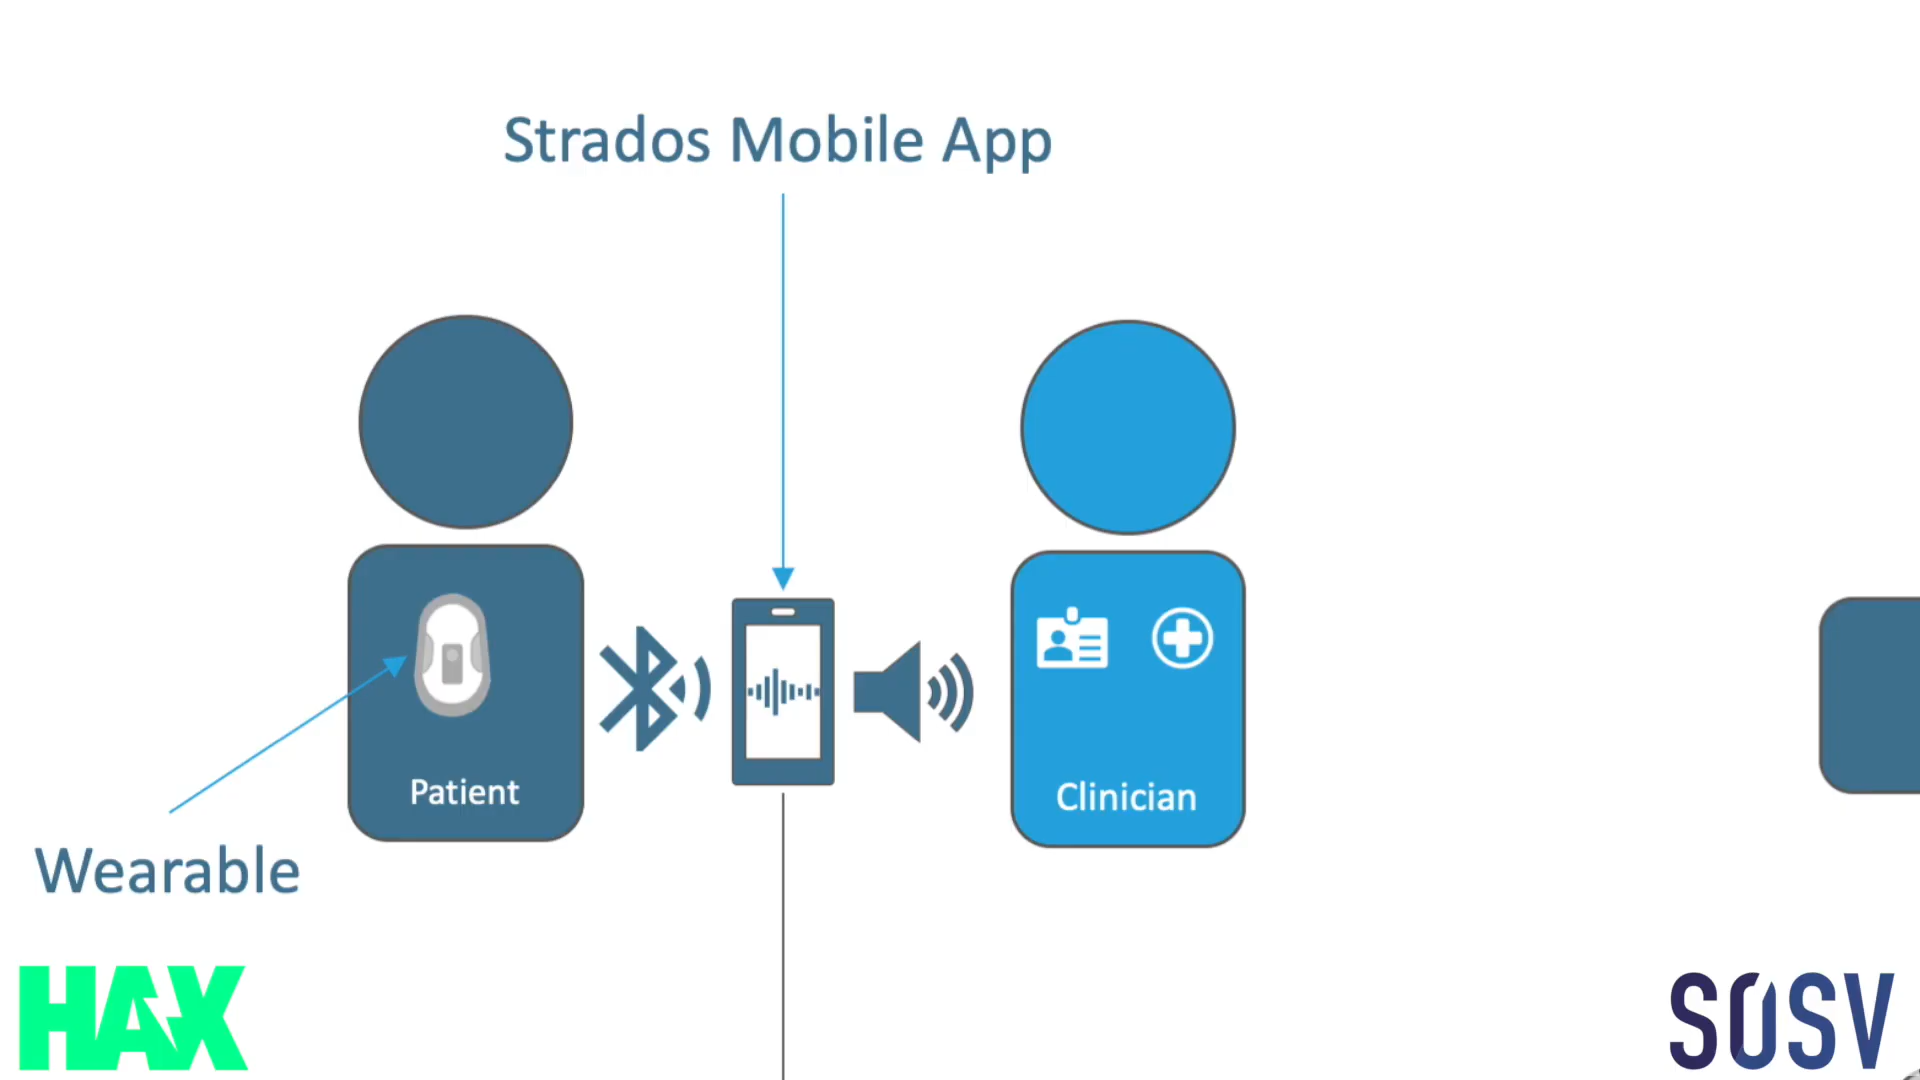 Strados Mobile App
Patient
Clinician
Wearable
HAX
SOSV